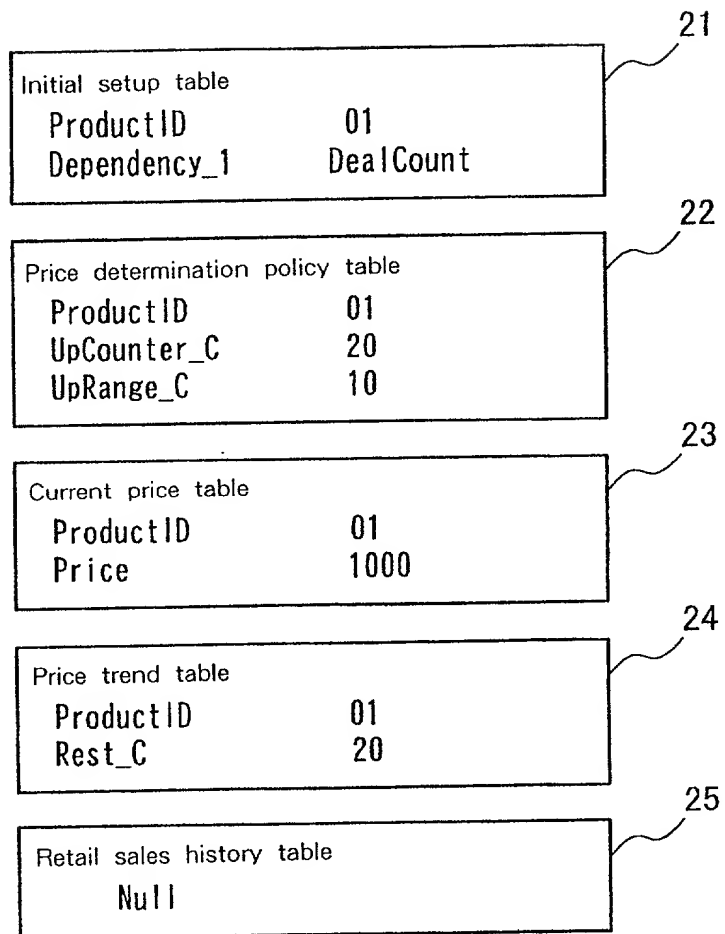 21
Initial setup table
ProductID 01
Dependency_1 DealCount
22
Price determination policy table
ProductID 01
UpCounter_C 20
UpRange_C 10
23
Current price table
ProductID 01
Price 1000
24
Price trend table
ProductID 01
Rest_C 20
25
Retail sales history table
Null